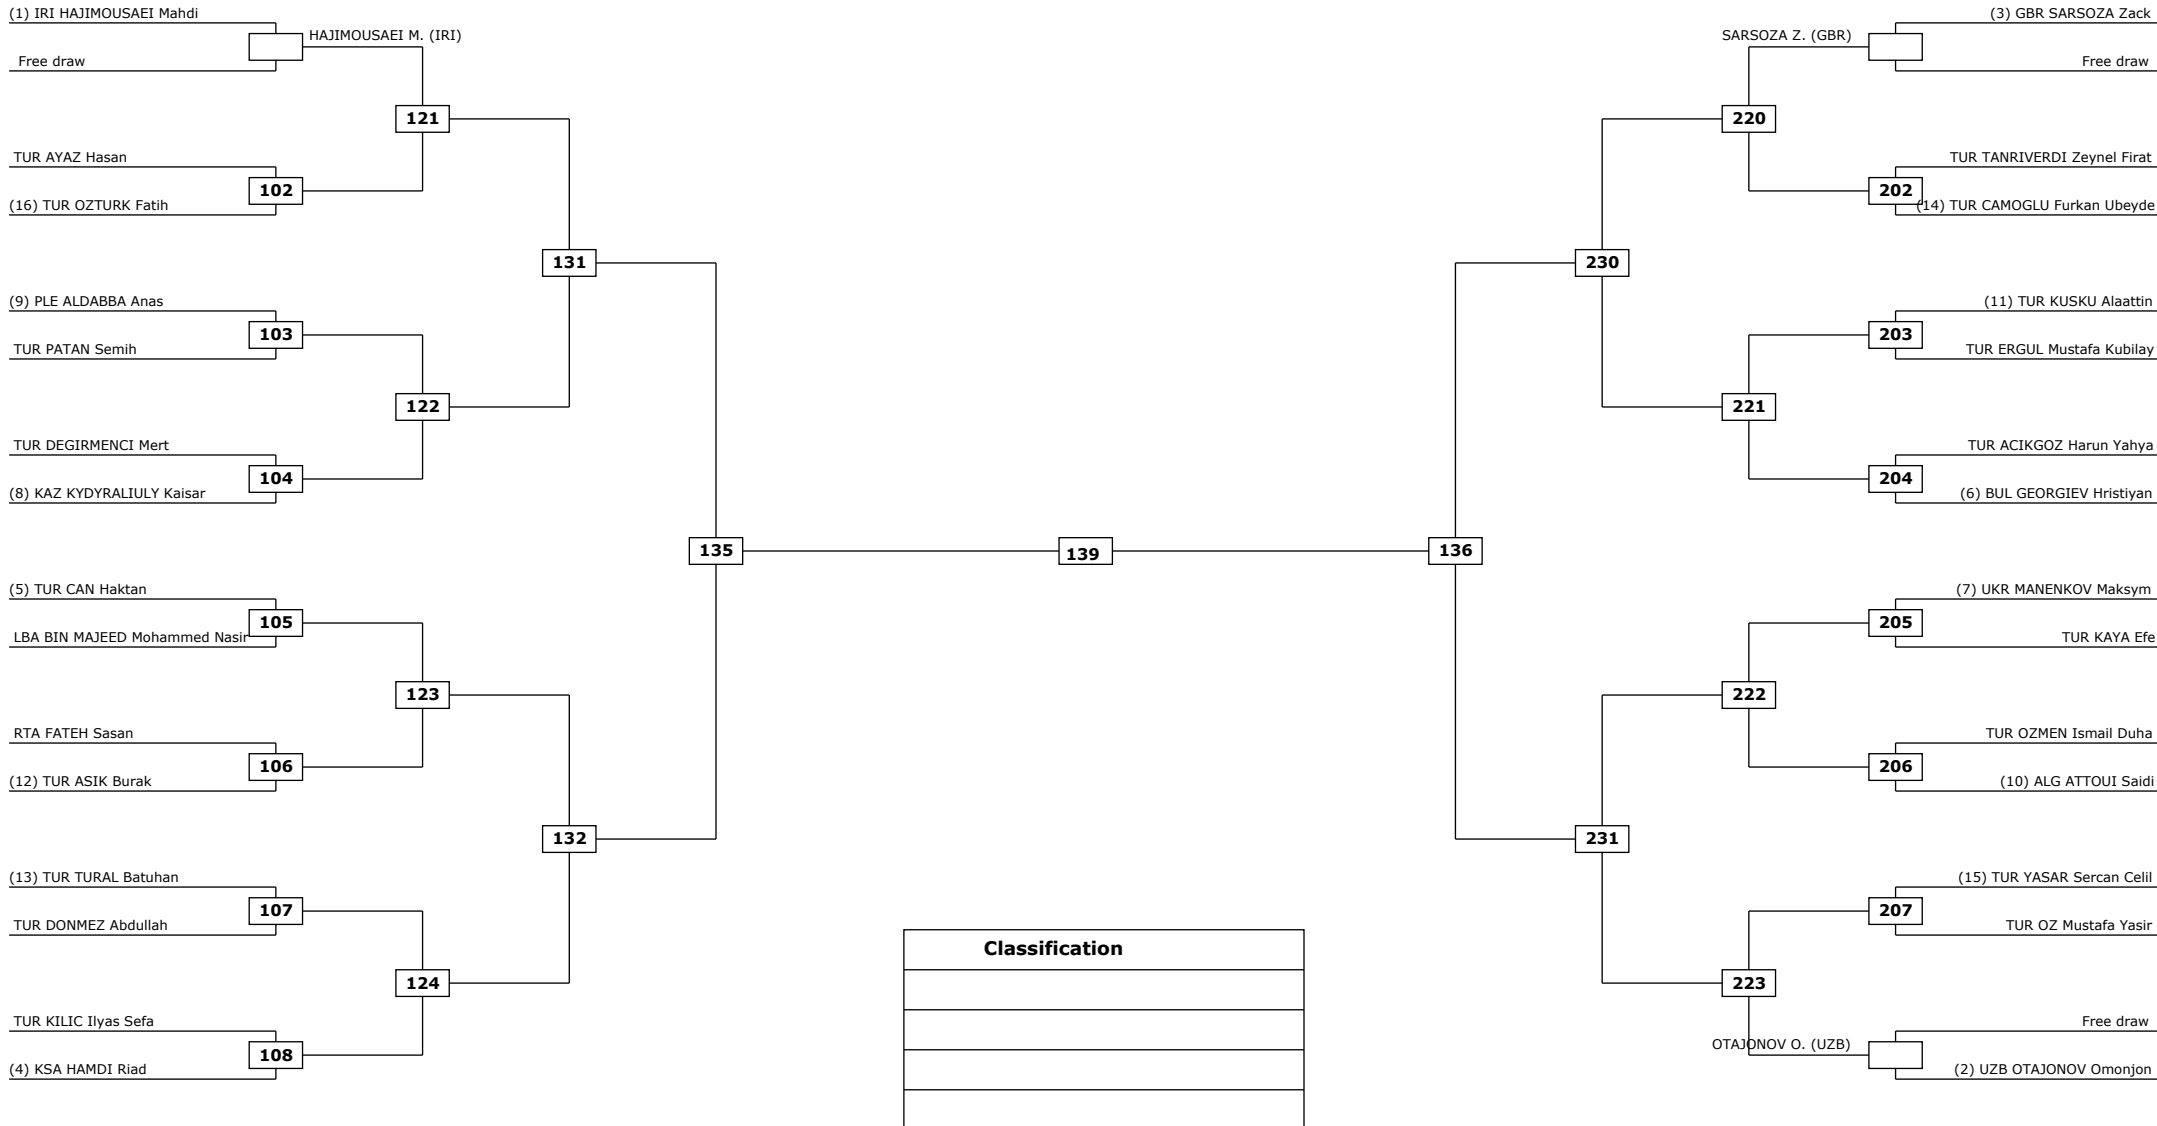 (1) IRI HAJIMOUSAEI Mahdi
HAJIMOUSAEI M. (IRI)
Free draw
121
TUR AYAZ Hasan
102
(16) TUR OZTURK Fatih
131
(9) PLE ALDABBA Anas
103
TUR PATAN Semih
122
TUR DEGIRMENCI Mert
104
(8) KAZ KYDYRALIULY Kaisar
135
(5) TUR CAN Haktan
105
LBA BIN MAJEED Mohammed Nasir
123
RTA FATEH Sasan
106
(12) TUR ASIK Burak
132
(13) TUR TURAL Batuhan
107
TUR DONMEZ Abdullah
124
TUR KILIC Ilyas Sefa
108
(4) KSA HAMDI Riad
139
Classification
(3) GBR SARSOZA Zack
SARSOZA Z. (GBR)
Free draw
220
TUR TANRIVERDI Zeynel Firat
202
(14) TUR CAMOGLU Furkan Ubeyde
230
(11) TUR KUSKU Alaattin
203
TUR ERGUL Mustafa Kubilay
221
TUR ACIKGOZ Harun Yahya
204
(6) BUL GEORGIEV Hristiyan
136
(7) UKR MANENKOV Maksym
205
TUR KAYA Efe
222
TUR OZMEN Ismail Duha
206
(10) ALG ATTOUI Saidi
231
(15) TUR YASAR Sercan Celil
207
TUR OZ Mustafa Yasir
223
Free draw
OTAJONOV O. (UZB)
(2) UZB OTAJONOV Omonjon